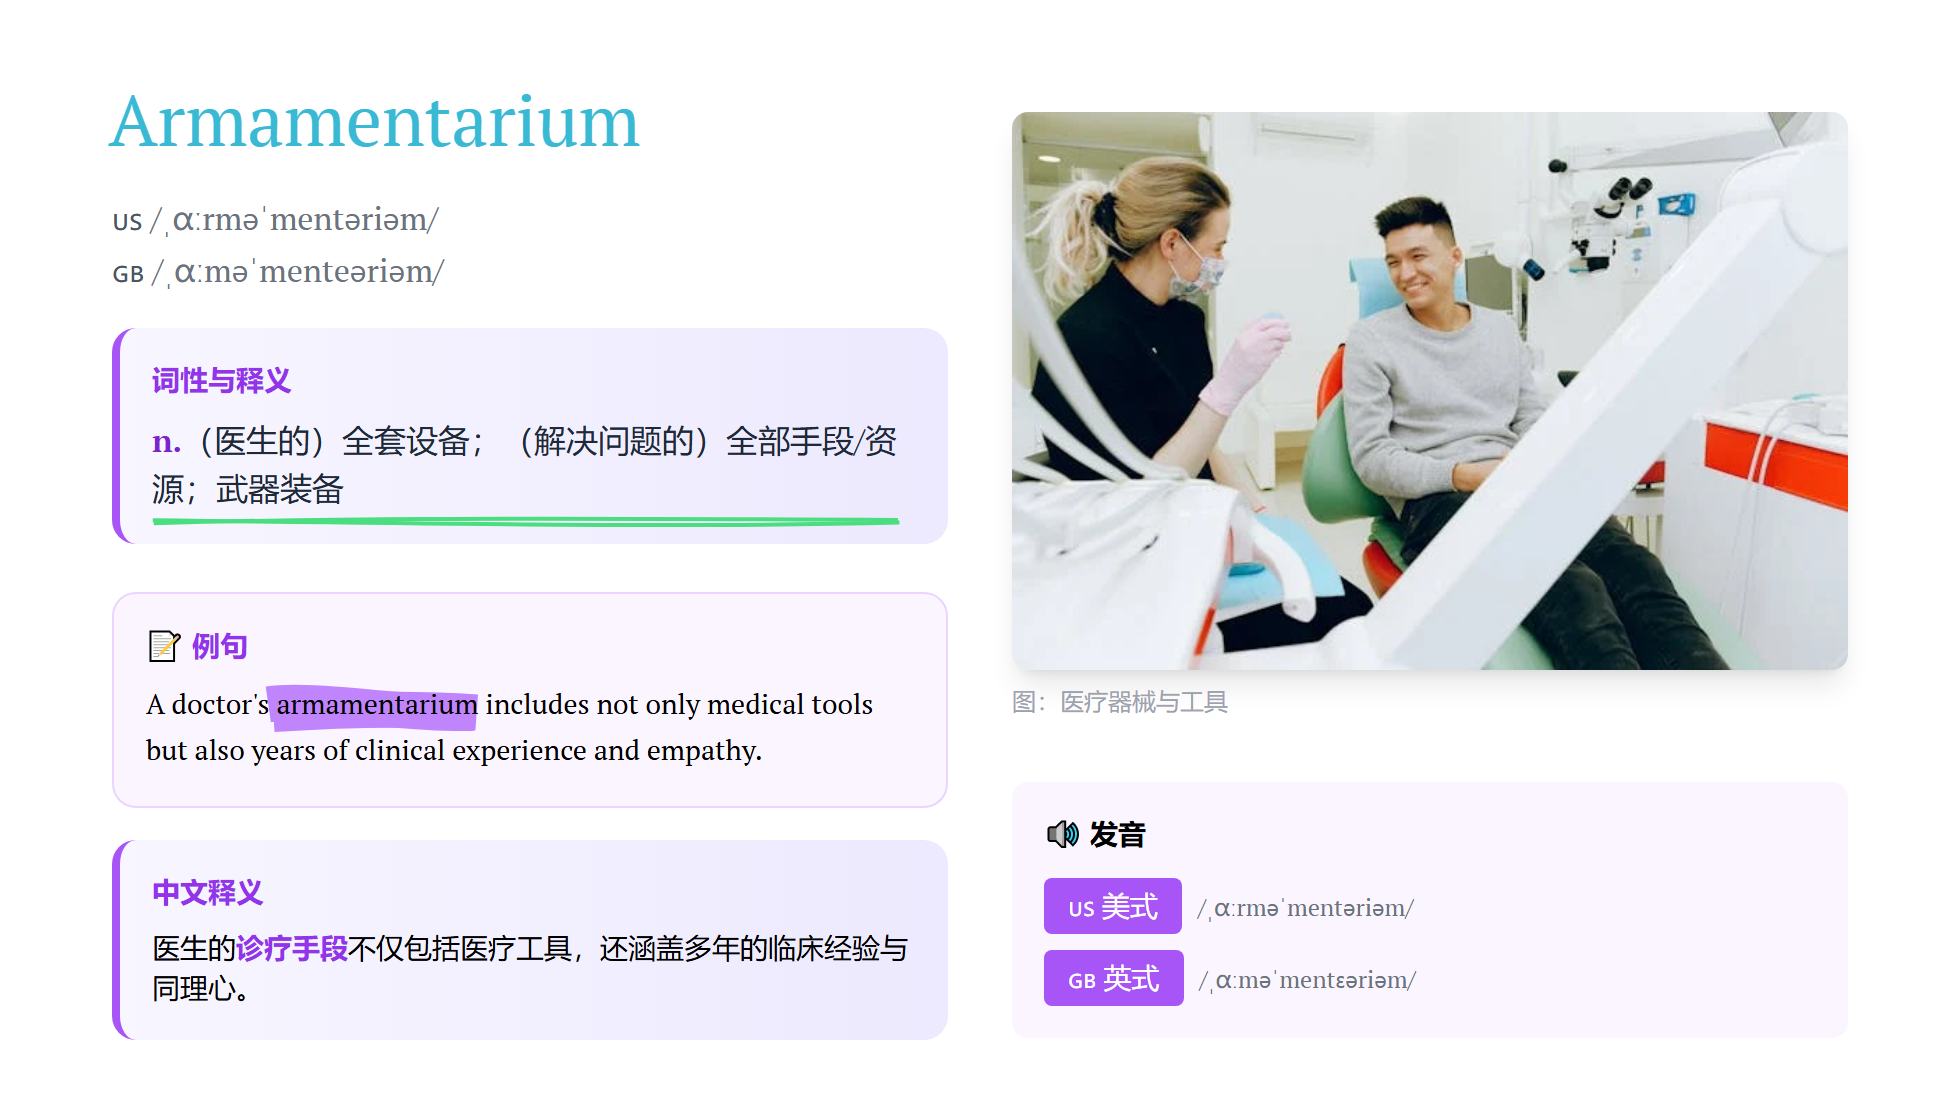 Armamentarium
US /ˌɑːrməˈmentəriəm/
GB /ˌɑːməˈmenteəriəm/
词性与释义
n.（医生的）全套设备；（解决问题的）全部手段/资
源；武器装备
📝 例句
A doctor's armamentarium includes not only medical tools
but also years of clinical experience and empathy.
中文释义
医生的诊疗手段不仅包括医疗工具，还涵盖多年的临床经验与
同理心。
图：医疗器械与工具
🔊 发音
US 美式 /ˌɑːrməˈmentəriəm/
GB 英式 /ˌɑːməˈmentɛəriəm/